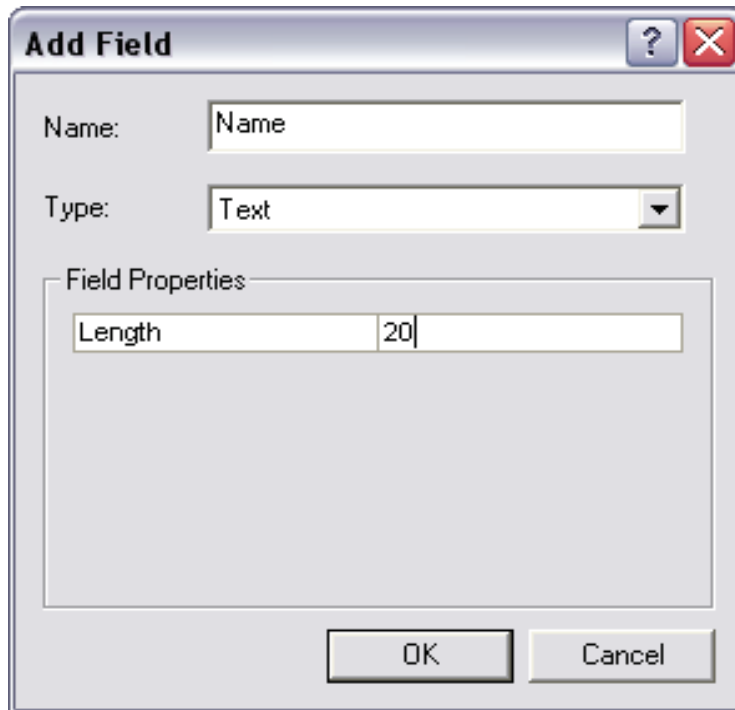 Add Field ?
Name: Name
Type: Text
Field Properties
Length 20
OK Cancel